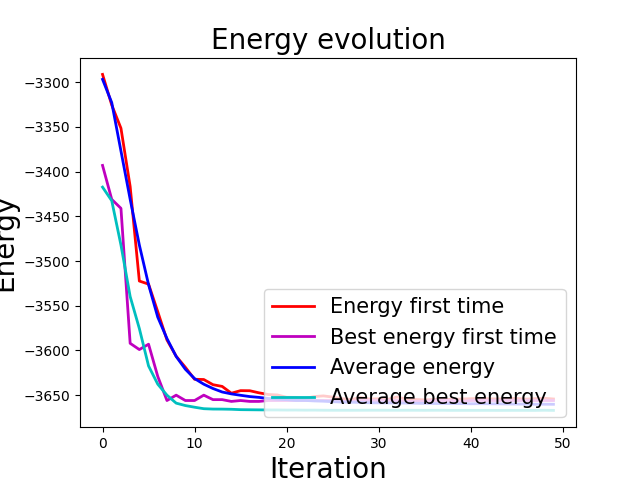 Energy evolution
Energy
−3300
−3350
−3400
−3450
−3500
−3550
−3600
−3650
0
10
20
30
40
50
Iteration
Energy first time
Best energy first time
Average energy
Average best energy